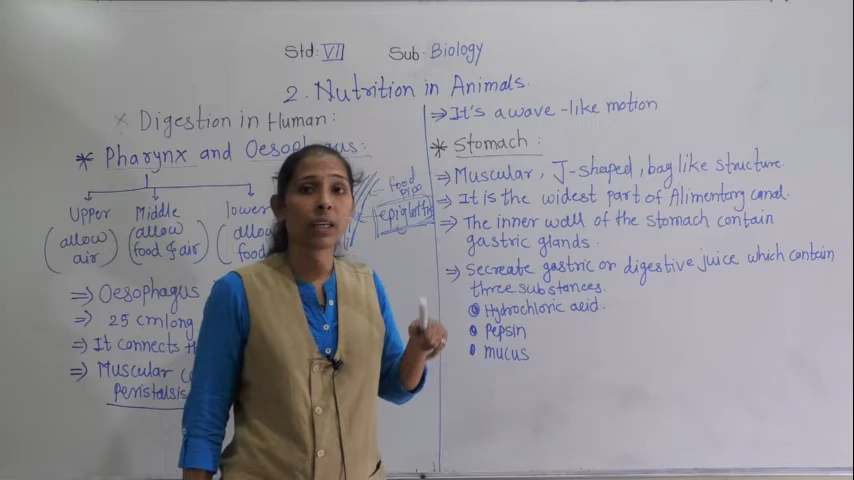 Std: VI Sub: Biology
2. Nutrition in Animals.
× Digestion in Human:
* Pharynx and Oesophagus:
Upper Middle lower
(allow air) (allow food & air) (allow food
food pipe
epiglottis
⇒ Oesophagus
⇒ 25 cm long
⇒ It connects
⇒ Muscular
Peristalsis
⇒ It's a wave-like motion
* Stomach:
⇒ Muscular, J-shaped, bag like structure.
⇒ It is the widest part of Alimentary canal.
⇒ The inner wall of the stomach contain
gastric glands.
⇒ Secreate gastric or digestive juice which contain
three substances.
Hydrochloric acid.
Pepsin
mucus